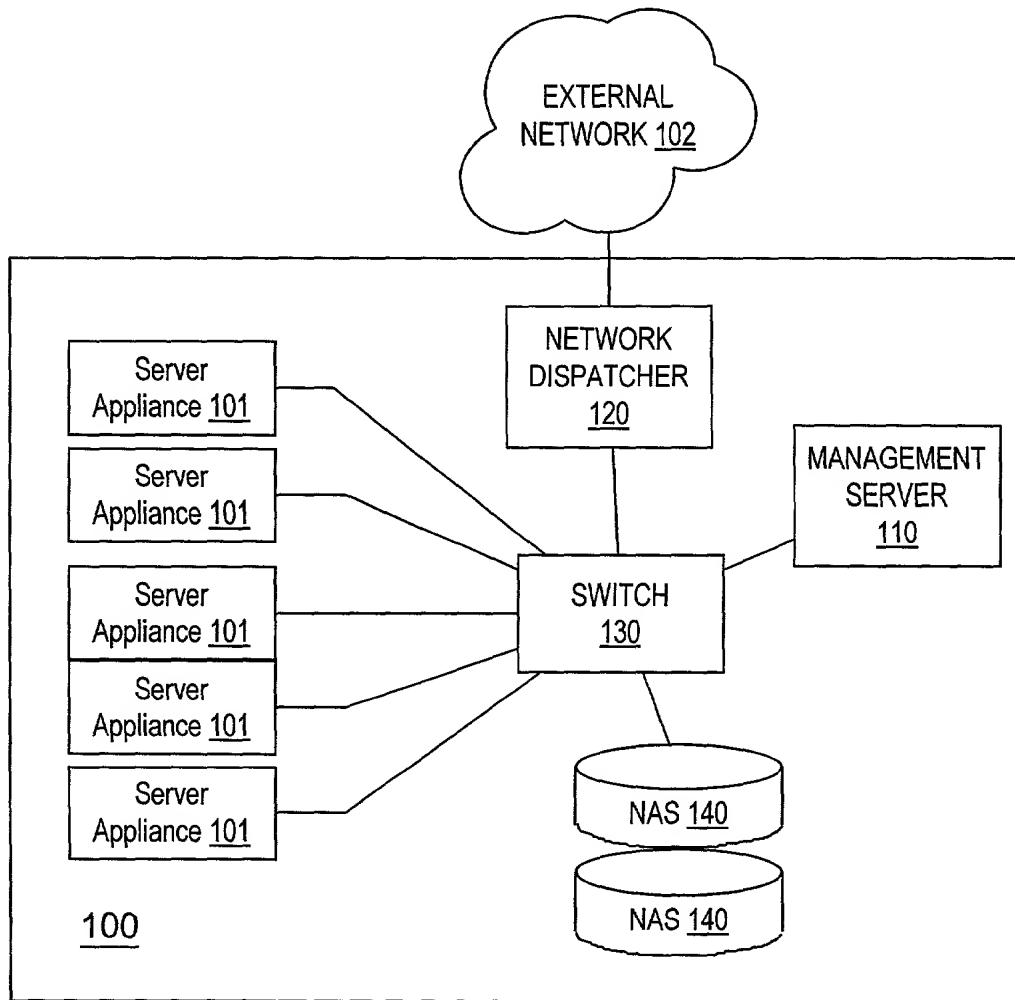 EXTERNAL
NETWORK 102
NETWORK
DISPATCHER
120
Server
Appliance 101
Server
Appliance 101
MANAGEMENT
SERVER
110
Server
Appliance 101
SWITCH
130
Server
Appliance 101
Server
Appliance 101
NAS 140
NAS 140
100